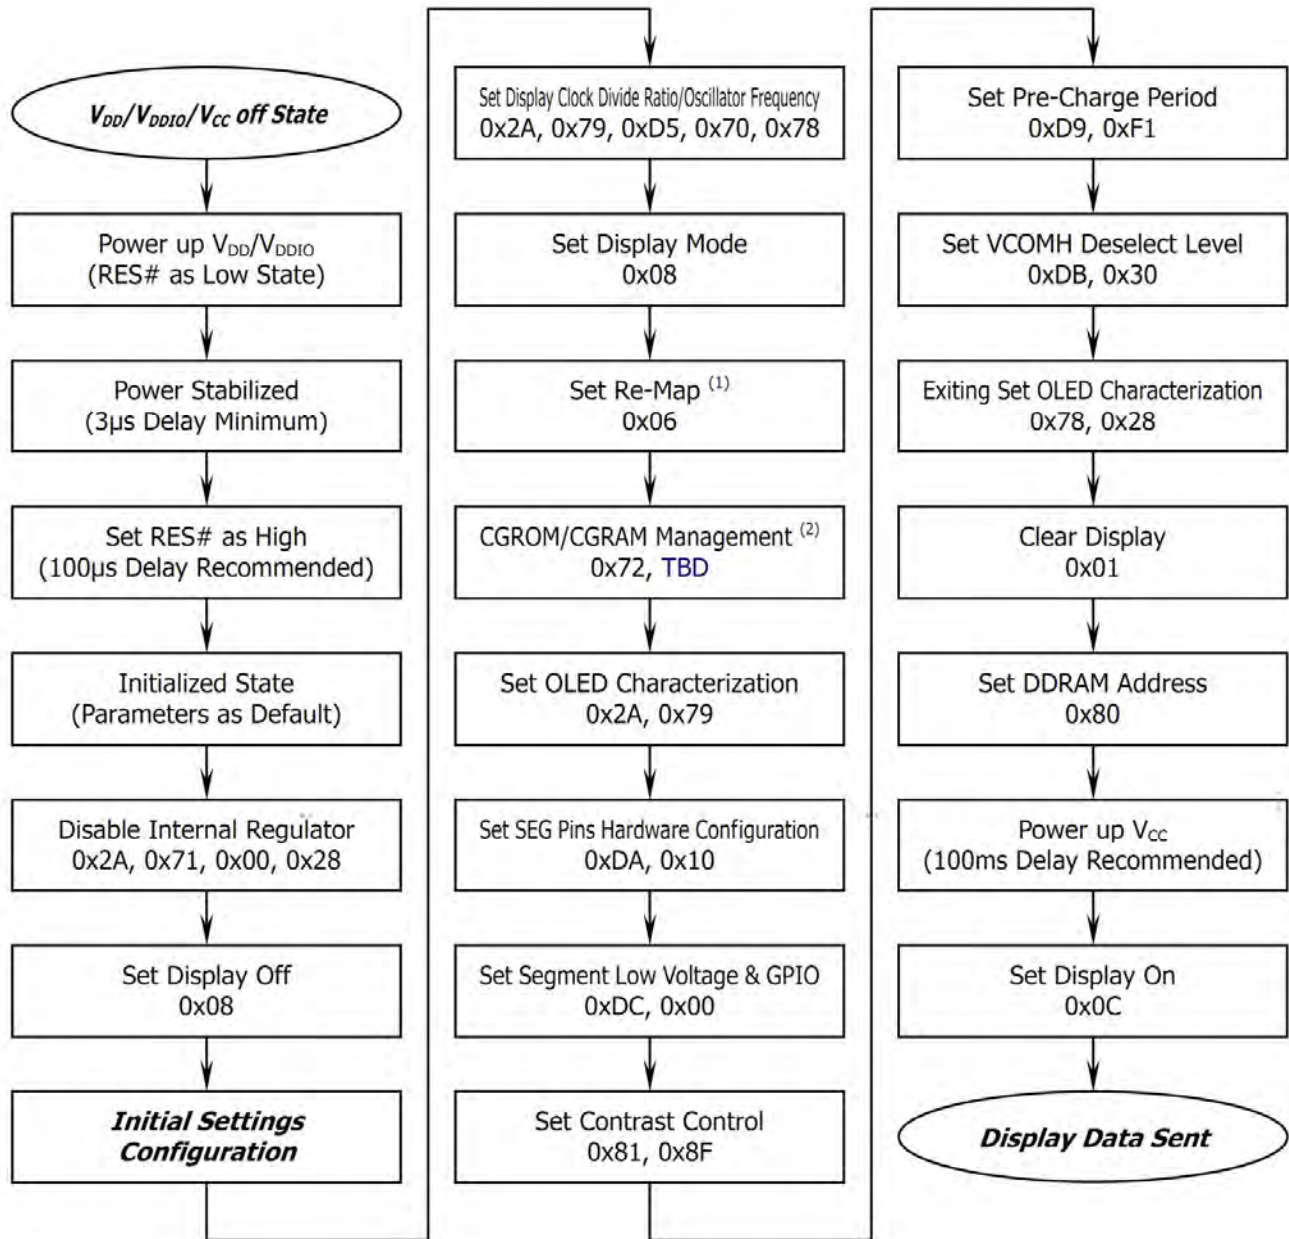 V_DD/V_DDIO/V_CC off State
Power up V_DD/V_DDIO
(RES# as Low State)
Power Stabilized
(3µs Delay Minimum)
Set RES# as High
(100µs Delay Recommended)
Initialized State
(Parameters as Default)
Disable Internal Regulator
0x2A, 0x71, 0x00, 0x28
Set Display Off
0x08
Initial Settings
Configuration
Set Display Clock Divide Ratio/Oscillator Frequency
0x2A, 0x79, 0xD5, 0x70, 0x78
Set Display Mode
0x08
Set Re-Map (1)
0x06
CGROM/CGRAM Management (2)
0x72, TBD
Set OLED Characterization
0x2A, 0x79
Set SEG Pins Hardware Configuration
0xDA, 0x10
Set Segment Low Voltage & GPIO
0xDC, 0x00
Set Contrast Control
0x81, 0x8F
Set Pre-Charge Period
0xD9, 0xF1
Set VCOMH Deselect Level
0xDB, 0x30
Exiting Set OLED Characterization
0x78, 0x28
Clear Display
0x01
Set DDRAM Address
0x80
Power up V_CC
(100ms Delay Recommended)
Set Display On
0x0C
Display Data Sent